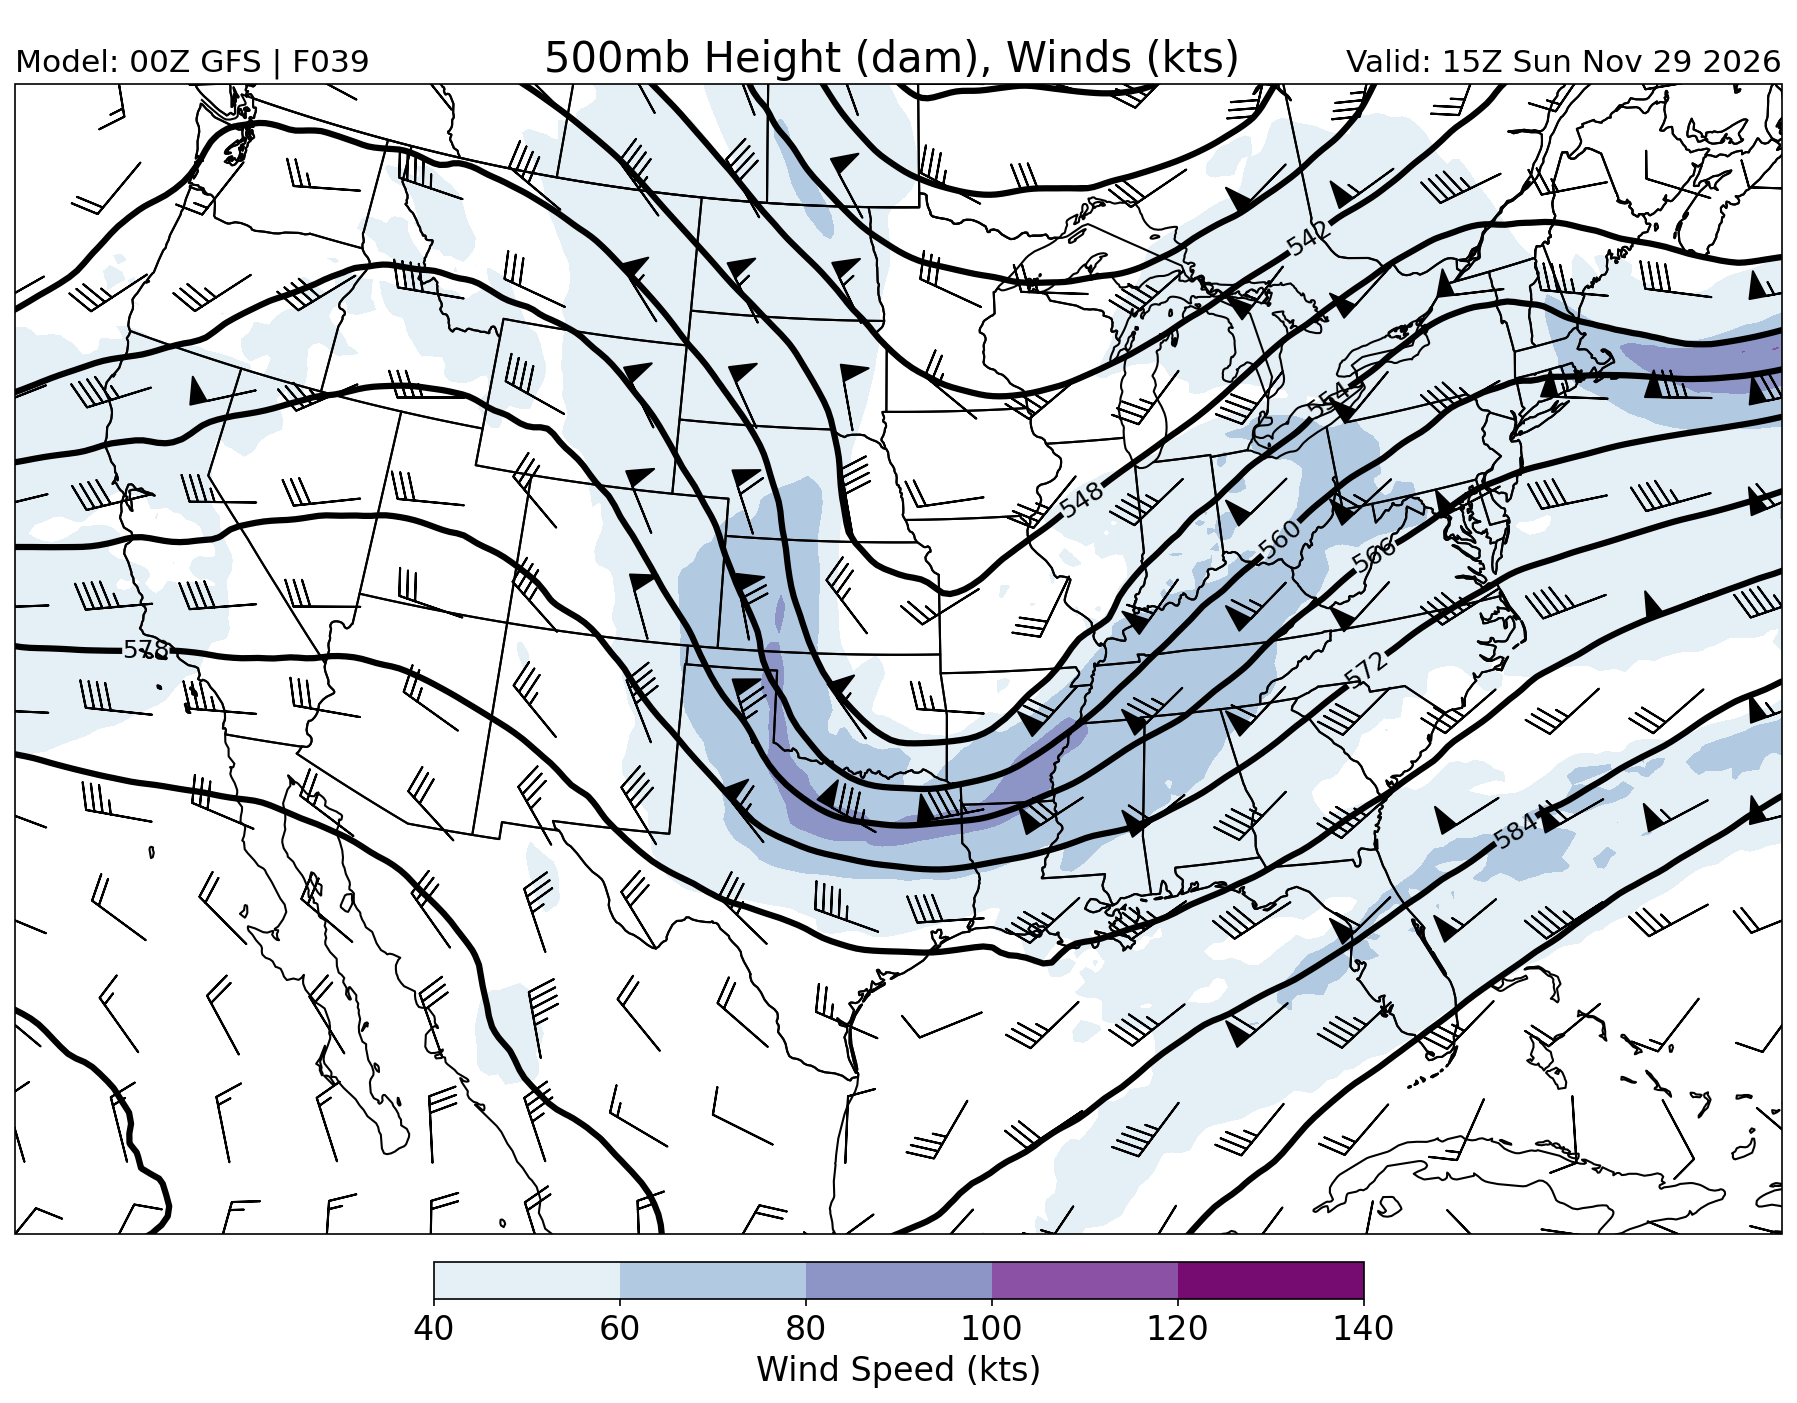 500mb Height (dam), Winds (kts)
Model: 00Z GFS | F039
Valid: 15Z Sun Nov 29 2026
542
554
548
560
566
578
572
584
40 60 80 100 120 140
Wind Speed (kts)